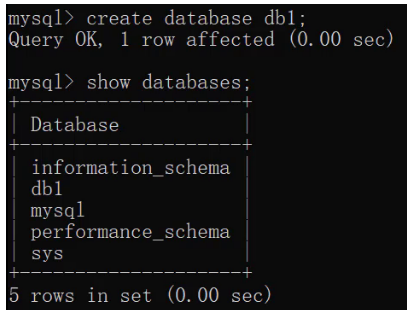 mysql> create database db1;
Query OK, 1 row affected (0.00 sec)
mysql> show databases;
+--------------------+
| Database           |
+--------------------+
| information_schema |
| db1                |
| mysql              |
| performance_schema |
| sys                |
+--------------------+
5 rows in set (0.00 sec)